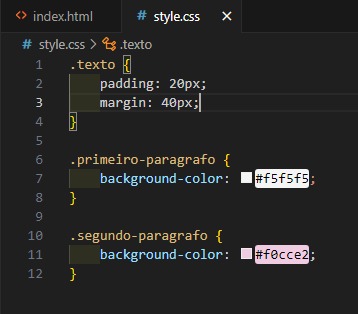 index.html
style.css
style.css > .texto
1 .texto {
2 padding: 20px;
3 margin: 40px;
4 }
5
6 .primeiro-paragrafo {
7 background-color: #f5f5f5;
8 }
9
10 .segundo-paragrafo {
11 background-color: #f0cce2;
12 }